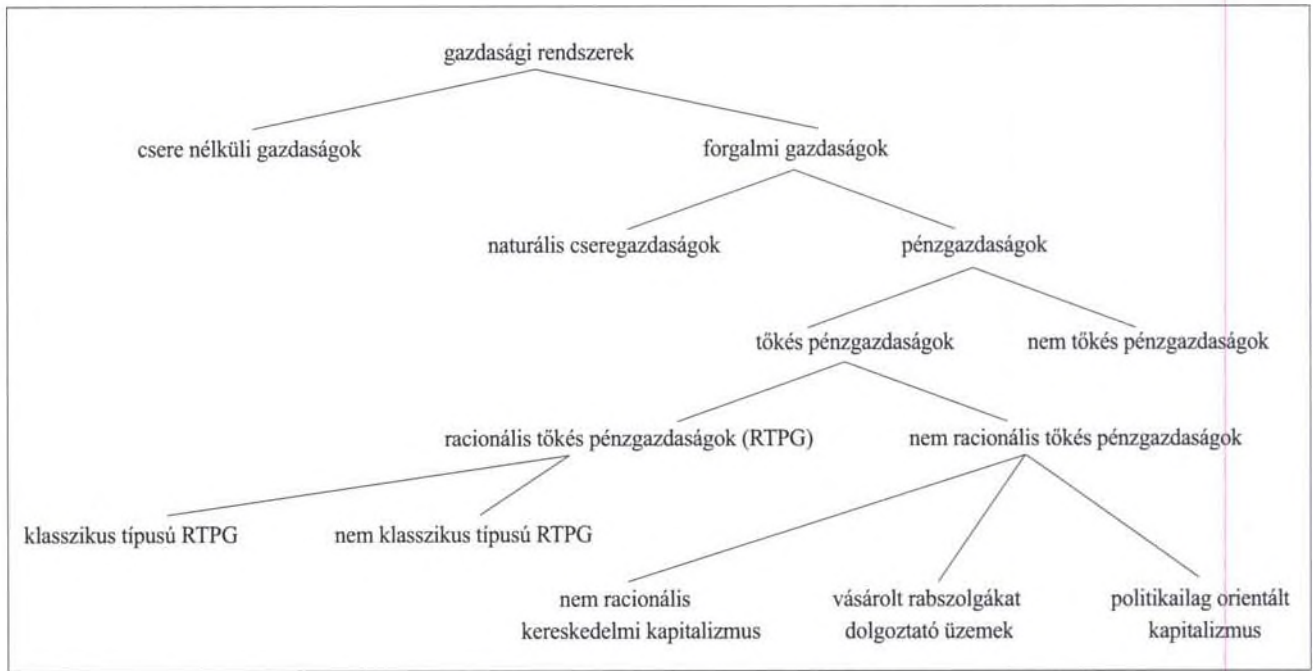 gazdasági rendszerek
csere nélküli gazdaságok
forgalmi gazdaságok
naturális cseregazdaságok
pénzgazdaságok
tőkés pénzgazdaságok
nem tőkés pénzgazdaságok
racionális tőkés pénzgazdaságok (RTPG)
nem racionális tőkés pénzgazdaságok
klasszikus típusú RTPG
nem klasszikus típusú RTPG
nem racionális
kereskedelmi kapitalizmus
vásárolt rabszolgákat
dolgoztató üzemek
politikailag orientált
kapitalizmus